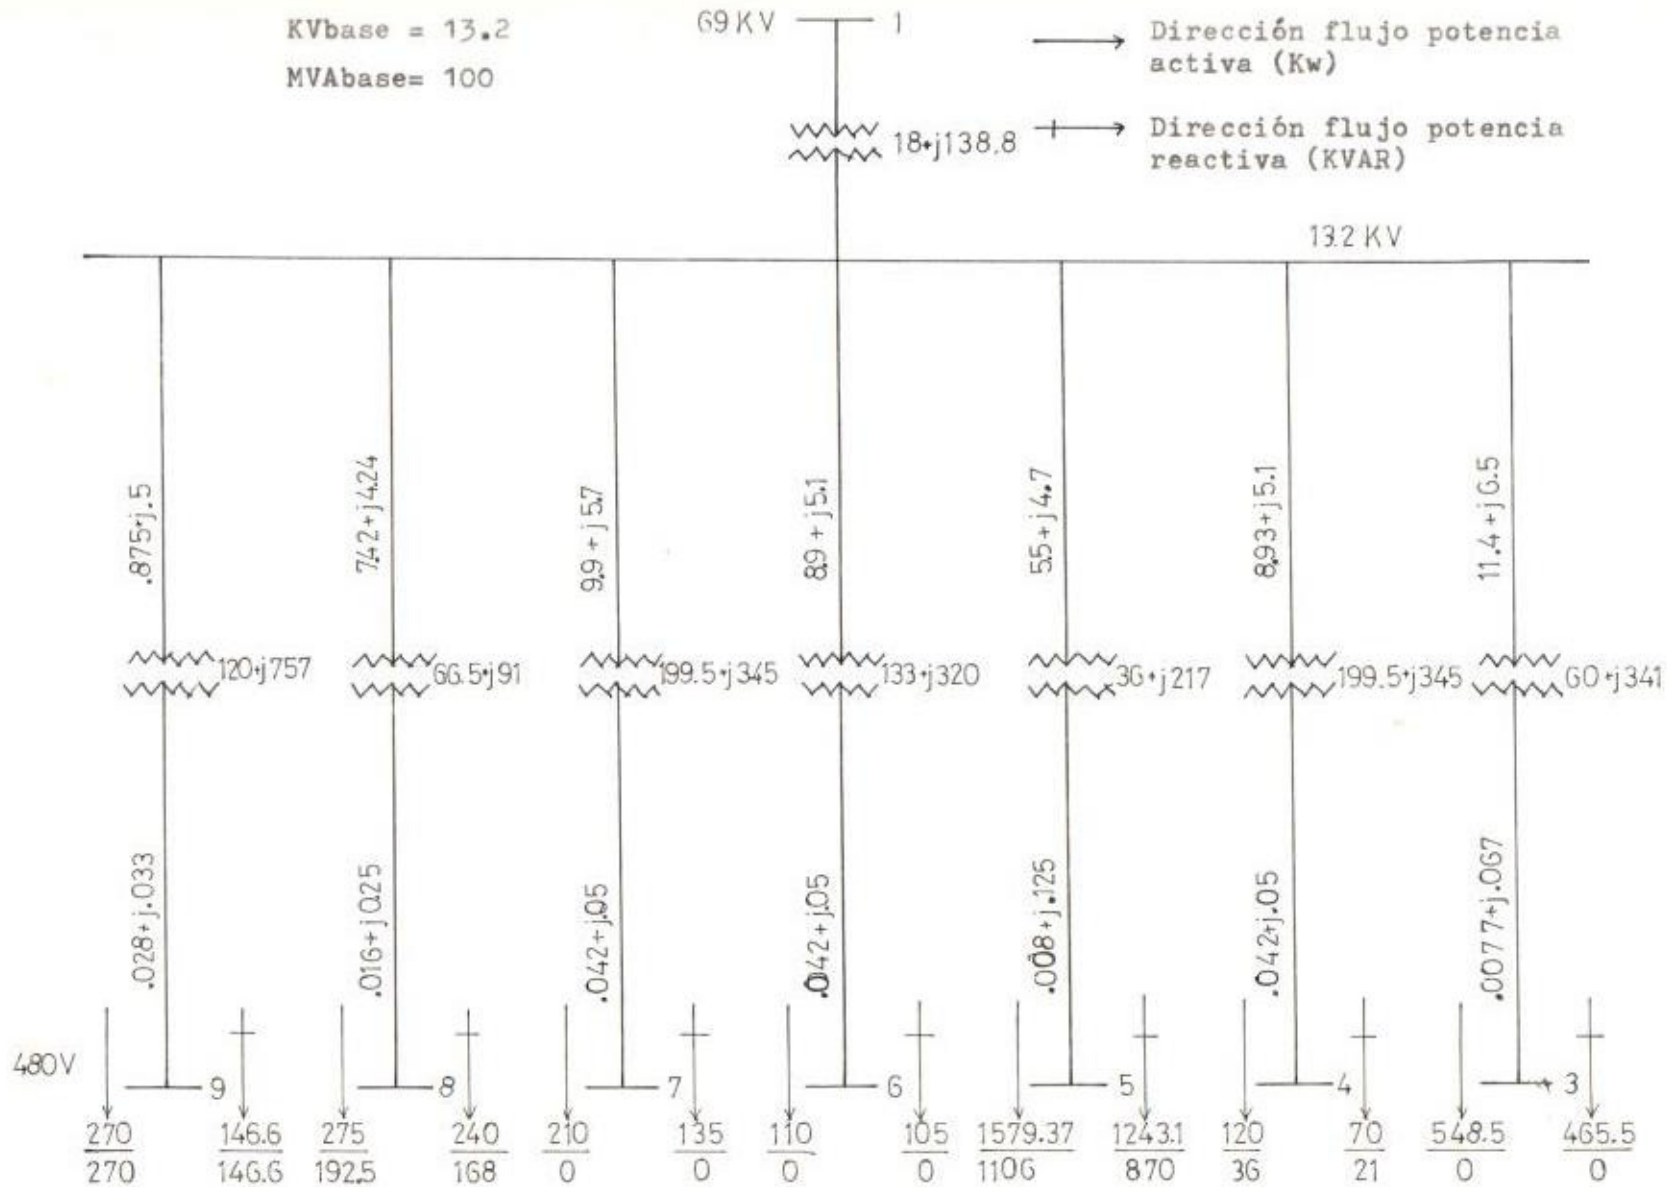 KVbase = 13.2
MVAbase= 100
69 KV
1
Dirección flujo potencia
activa (Kw)
Dirección flujo potencia
reactiva (KVAR)
18+j138.8
13.2 KV
.875+j.5
7.42+j4.24
9.9 + j5.7
8.9 + j5.1
5.5+j4.7
8.93+j5.1
11.4+j6.5
120+j757
66.5+j91
199.5+j345
133+j320
36+j217
199.5+j345
60+j341
.028+j.033
.016+j.025
.042+j.05
.042+j.05
.008+j.125
.042+j.05
.0077+j.067
480V
9
8
7
6
5
4
3
270 146.6 275 240 210 135 110 105 1579.37 1243.1 120 70 548.5 465.5
270 146.6 192.5 168 0 0 0 0 1106 870 36 21 0 0